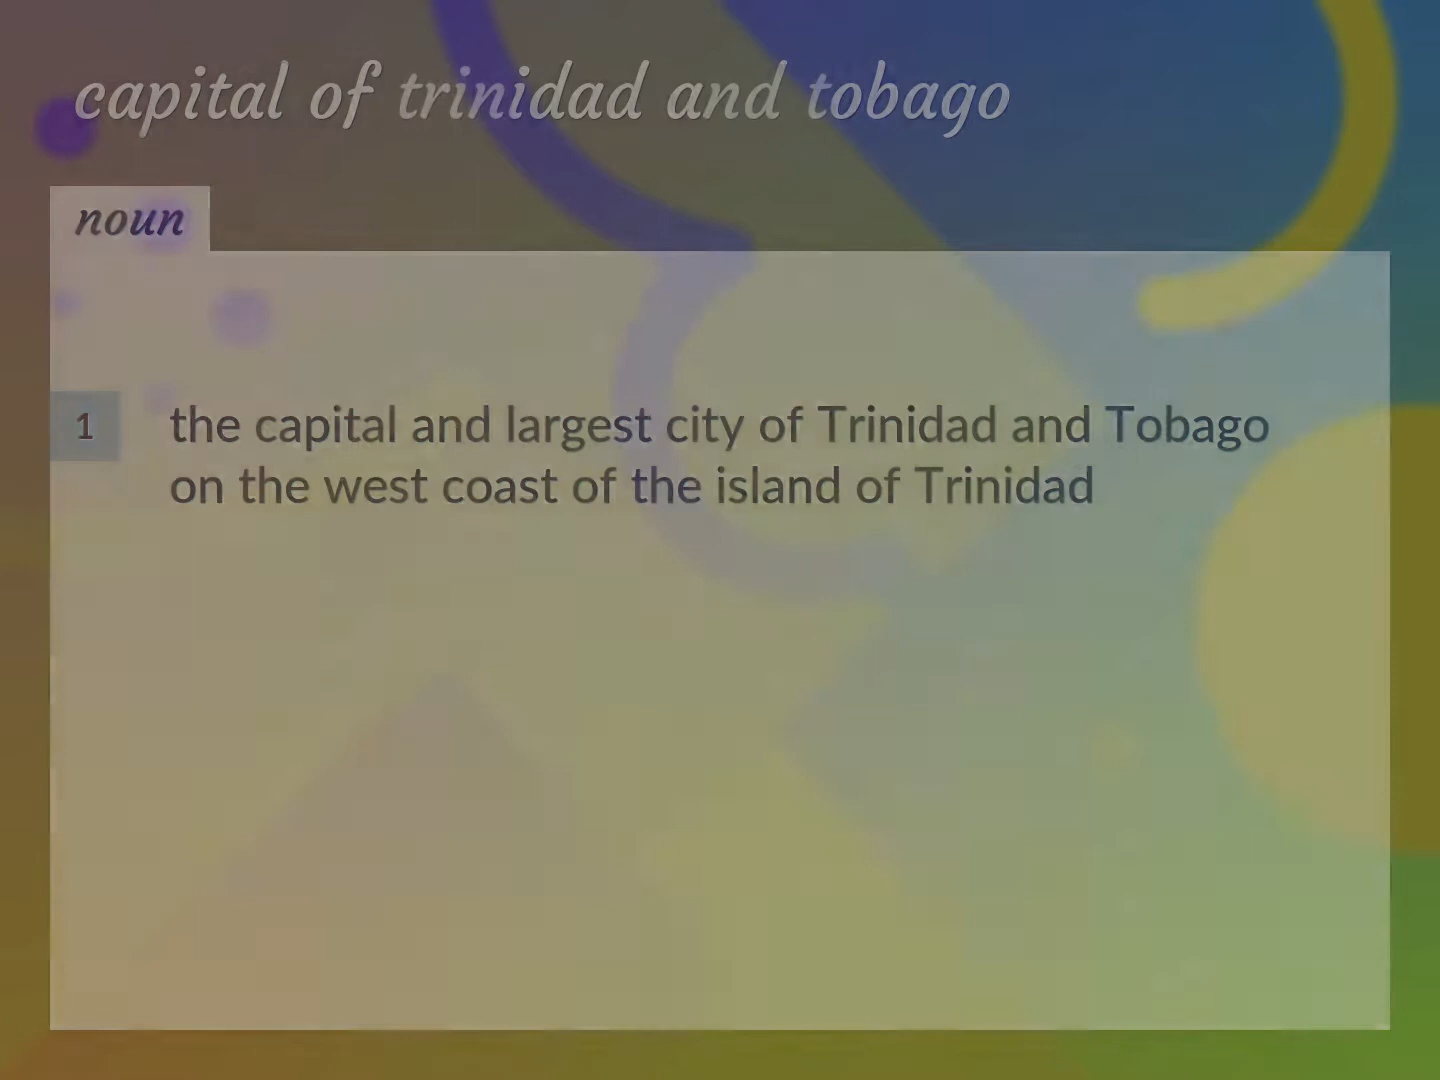 capital of trinidad and tobago
noun
1 the capital and largest city of Trinidad and Tobago
on the west coast of the island of Trinidad